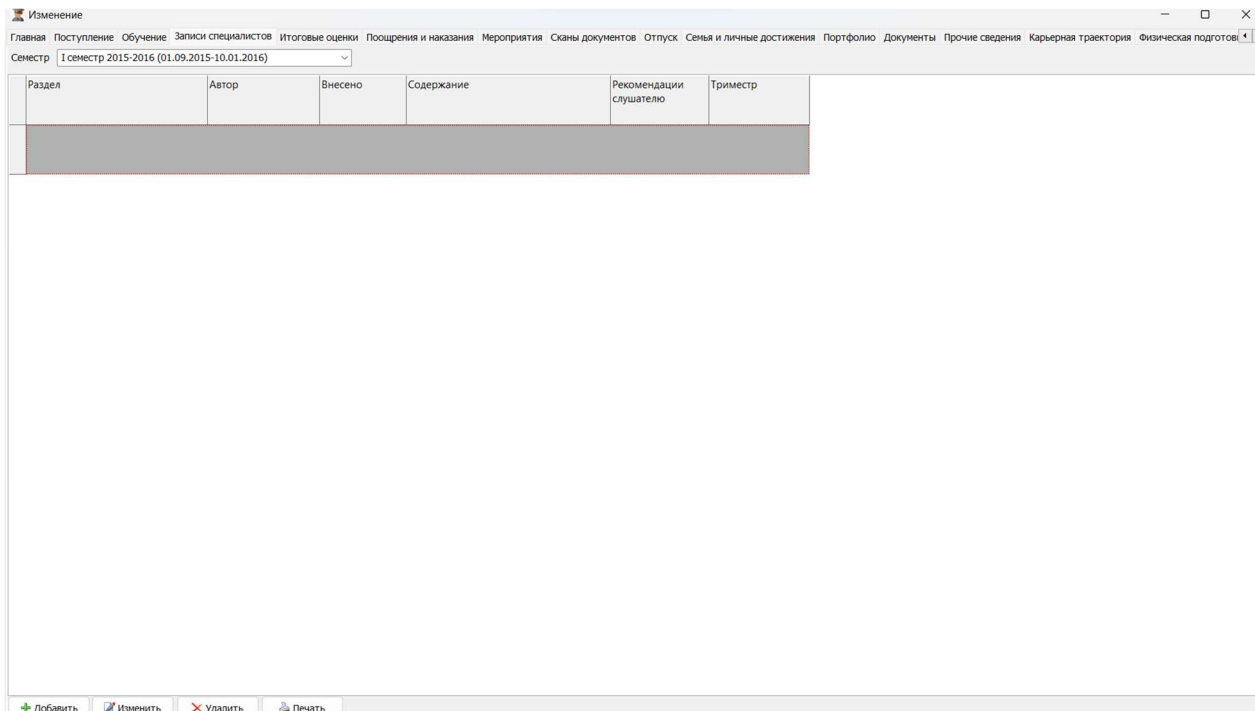 Изменение
Главная Поступление Обучение Записи специалистов Итоговые оценки Поощрения и наказания Мероприятия Сканы документов Отпуск Семья и личные достижения Портфолио Документы Прочие сведения Карьерная траектория Физическая подготовк
Семестр I семестр 2015-2016 (01.09.2015-10.01.2016)
Раздел Автор Внесено Содержание Рекомендации слушателю Триместр
Добавить Изменить Удалить Печать